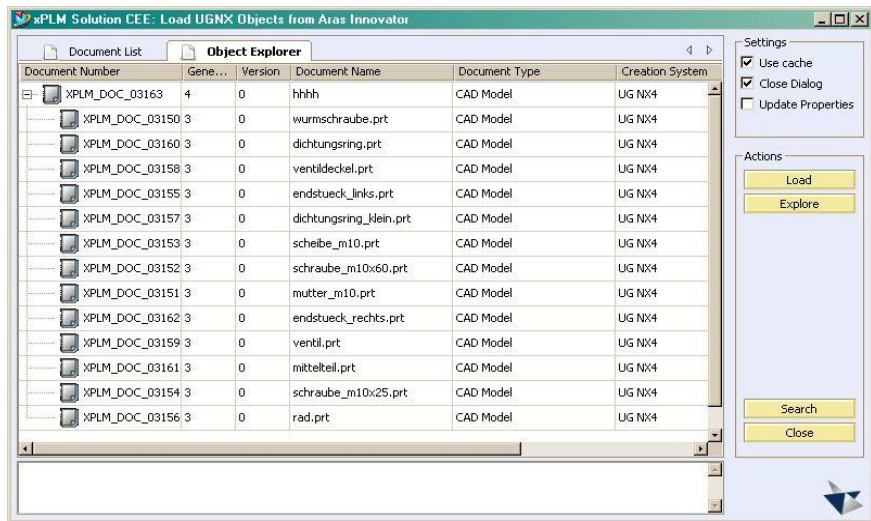 xPLM Solution CEE: Load UGNX Objects from Aras Innovator
Document List Object Explorer
Document Number Gene... Version Document Name Document Type Creation System
XPLM_DOC_03163 4 0 hhhh CAD Model UG NX4
XPLM_DOC_03150 3 0 wurmschraube.prt CAD Model UG NX4
XPLM_DOC_03160 3 0 dichtungsring.prt CAD Model UG NX4
XPLM_DOC_03158 3 0 ventildeckel.prt CAD Model UG NX4
XPLM_DOC_03155 3 0 endstueck_links.prt CAD Model UG NX4
XPLM_DOC_03157 3 0 dichtungsring_klein.prt CAD Model UG NX4
XPLM_DOC_03153 3 0 scheibe_m10.prt CAD Model UG NX4
XPLM_DOC_03152 3 0 schraube_m10x60.prt CAD Model UG NX4
XPLM_DOC_03151 3 0 mutter_m10.prt CAD Model UG NX4
XPLM_DOC_03162 3 0 endstueck_rechts.prt CAD Model UG NX4
XPLM_DOC_03159 3 0 ventil.prt CAD Model UG NX4
XPLM_DOC_03161 3 0 mittelteil.prt CAD Model UG NX4
XPLM_DOC_03154 3 0 schraube_m10x25.prt CAD Model UG NX4
XPLM_DOC_03156 3 0 rad.prt CAD Model UG NX4
Settings
Use cache
Close Dialog
Update Properties
Actions
Load
Explore
Search
Close